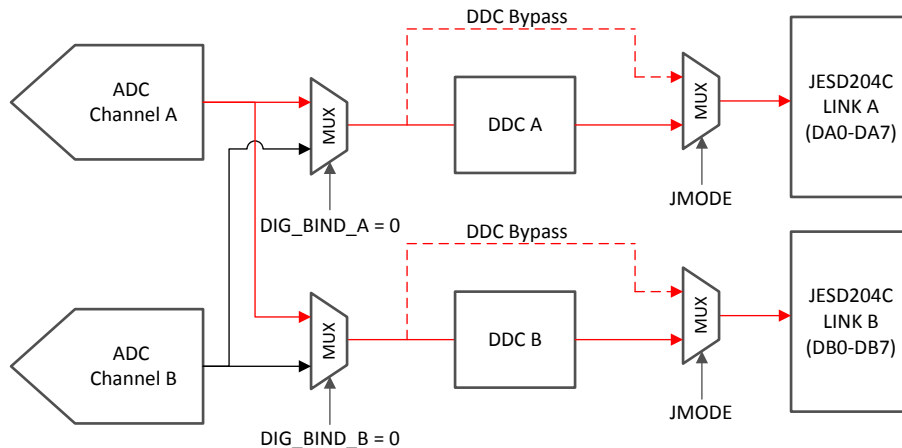 DDC Bypass
ADC
Channel A
MUX
DDC A
MUX
JESD204C
LINK A
(DA0-DA7)
DIG_BIND_A = 0
JMODE
DDC Bypass
ADC
Channel B
MUX
DDC B
MUX
JESD204C
LINK B
(DB0-DB7)
DIG_BIND_B = 0
JMODE